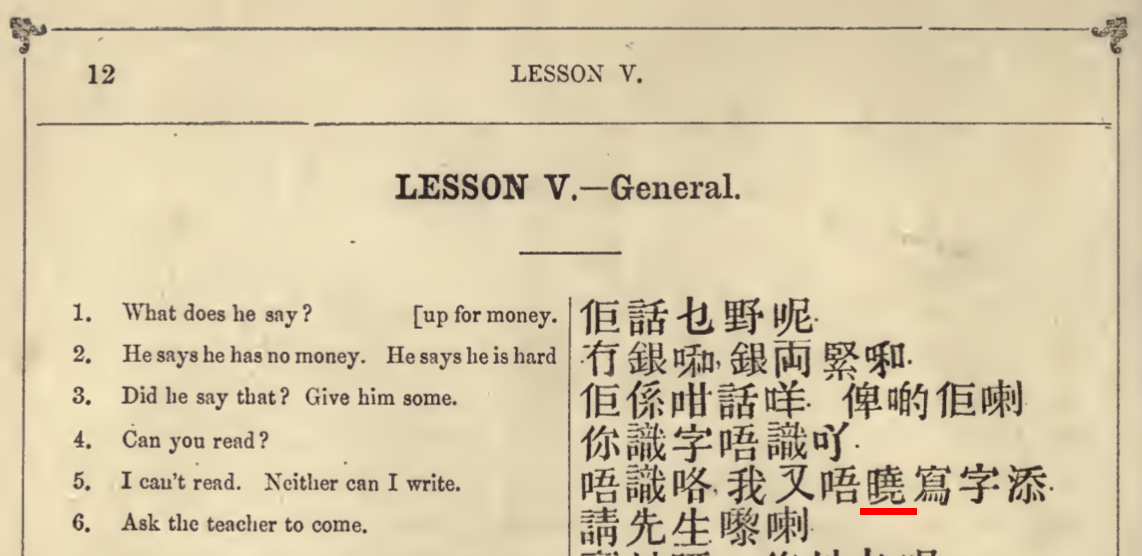 12
LESSON V.
LESSON V.—General.
1. What does he say? [up for money.
佢話乜野呢.
2. He says he has no money. He says he is hard
冇銀啝, 銀両緊啝.
3. Did he say that? Give him some.
佢係咁話咩. 俾啲佢喇
4. Can you read?
你識字唔識吖.
5. I can't read. Neither can I write.
唔識咯, 我又唔曉寫字添.
6. Ask the teacher to come.
請先生嚟喇